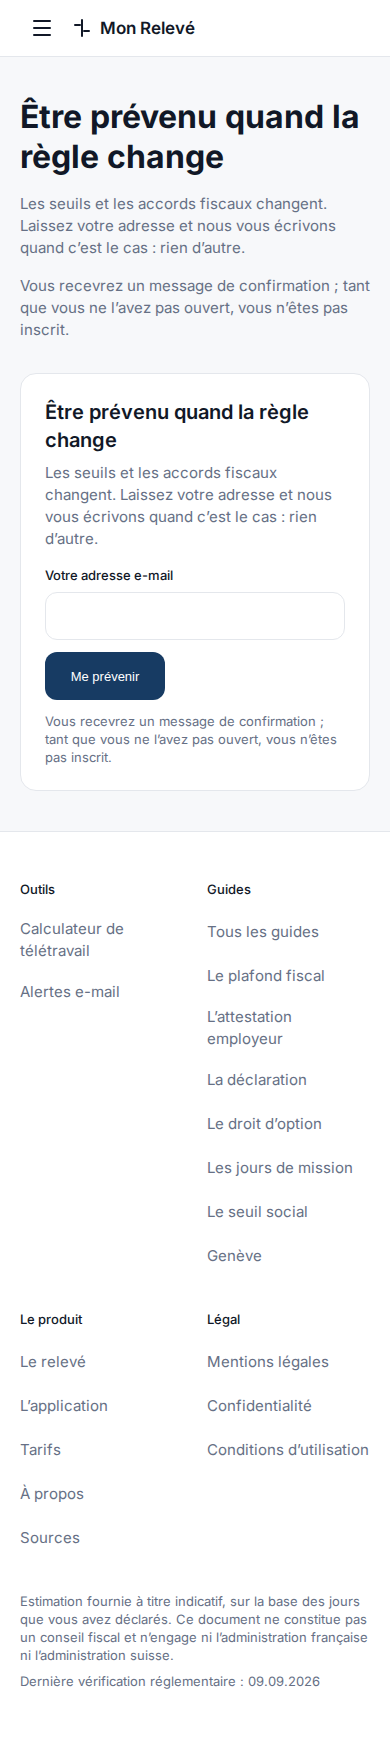 Mon Relevé
Être prévenu quand la
règle change
Les seuils et les accords fiscaux changent.
Laissez votre adresse et nous vous écrivons
quand c’est le cas : rien d’autre.
Vous recevrez un message de confirmation ; tant
que vous ne l’avez pas ouvert, vous n’êtes pas
inscrit.
Être prévenu quand la règle
change
Les seuils et les accords fiscaux
changent. Laissez votre adresse et nous
vous écrivons quand c’est le cas : rien
d’autre.
Votre adresse e-mail
Me prévenir
Vous recevrez un message de confirmation ;
tant que vous ne l’avez pas ouvert, vous n’êtes
pas inscrit.
Outils
Calculateur de
télétravail
Alertes e-mail
Guides
Tous les guides
Le plafond fiscal
L’attestation
employeur
La déclaration
Le droit d’option
Les jours de mission
Le seuil social
Genève
Le produit
Le relevé
L’application
Tarifs
À propos
Sources
Légal
Mentions légales
Confidentialité
Conditions d’utilisation
Estimation fournie à titre indicatif, sur la base des jours
que vous avez déclarés. Ce document ne constitue pas
un conseil fiscal et n’engage ni l’administration française
ni l’administration suisse.
Dernière vérification réglementaire : 09.09.2026